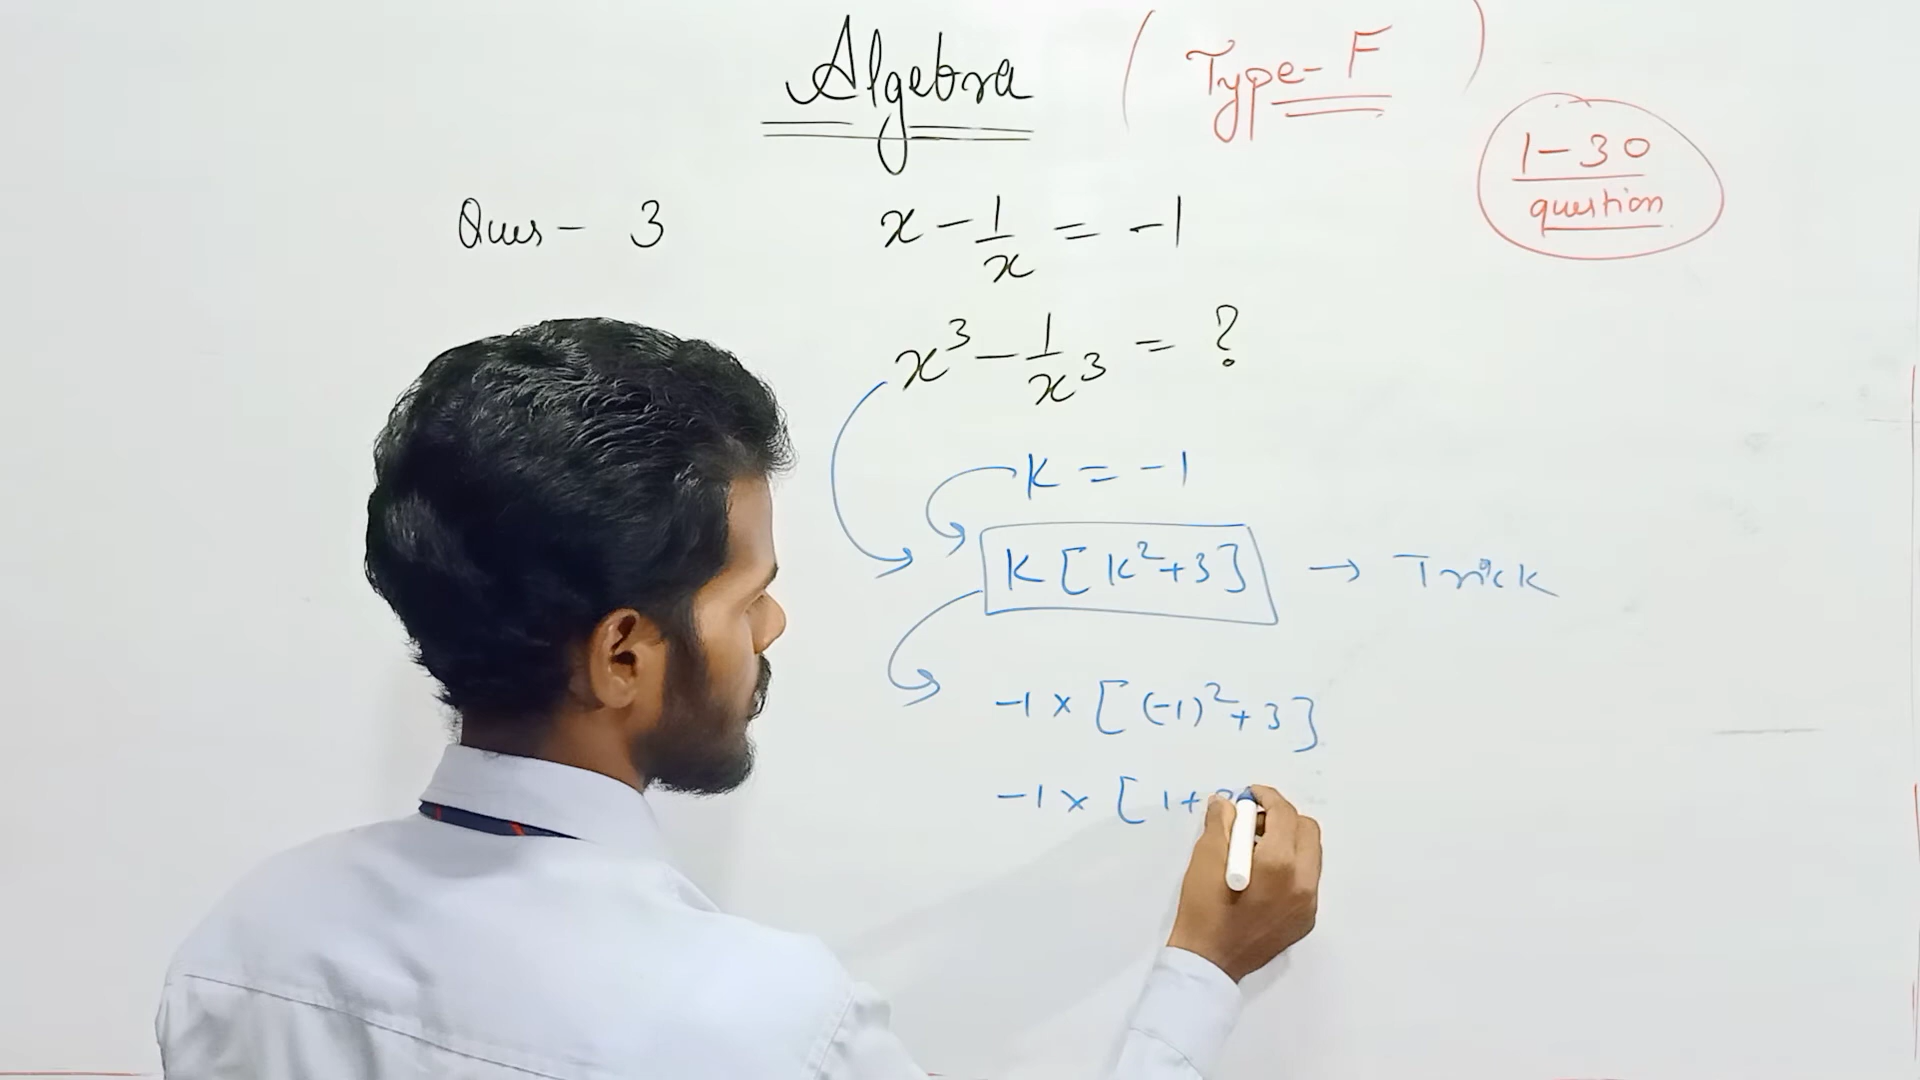 Algebra (Type-F)
1-30
question
Ques- 3 x - 1/x = -1
x³ - 1/x³ = ?
K = -1
K[K²+3] → Trick
-1 × [(-1)²+3]
-1 × [1+